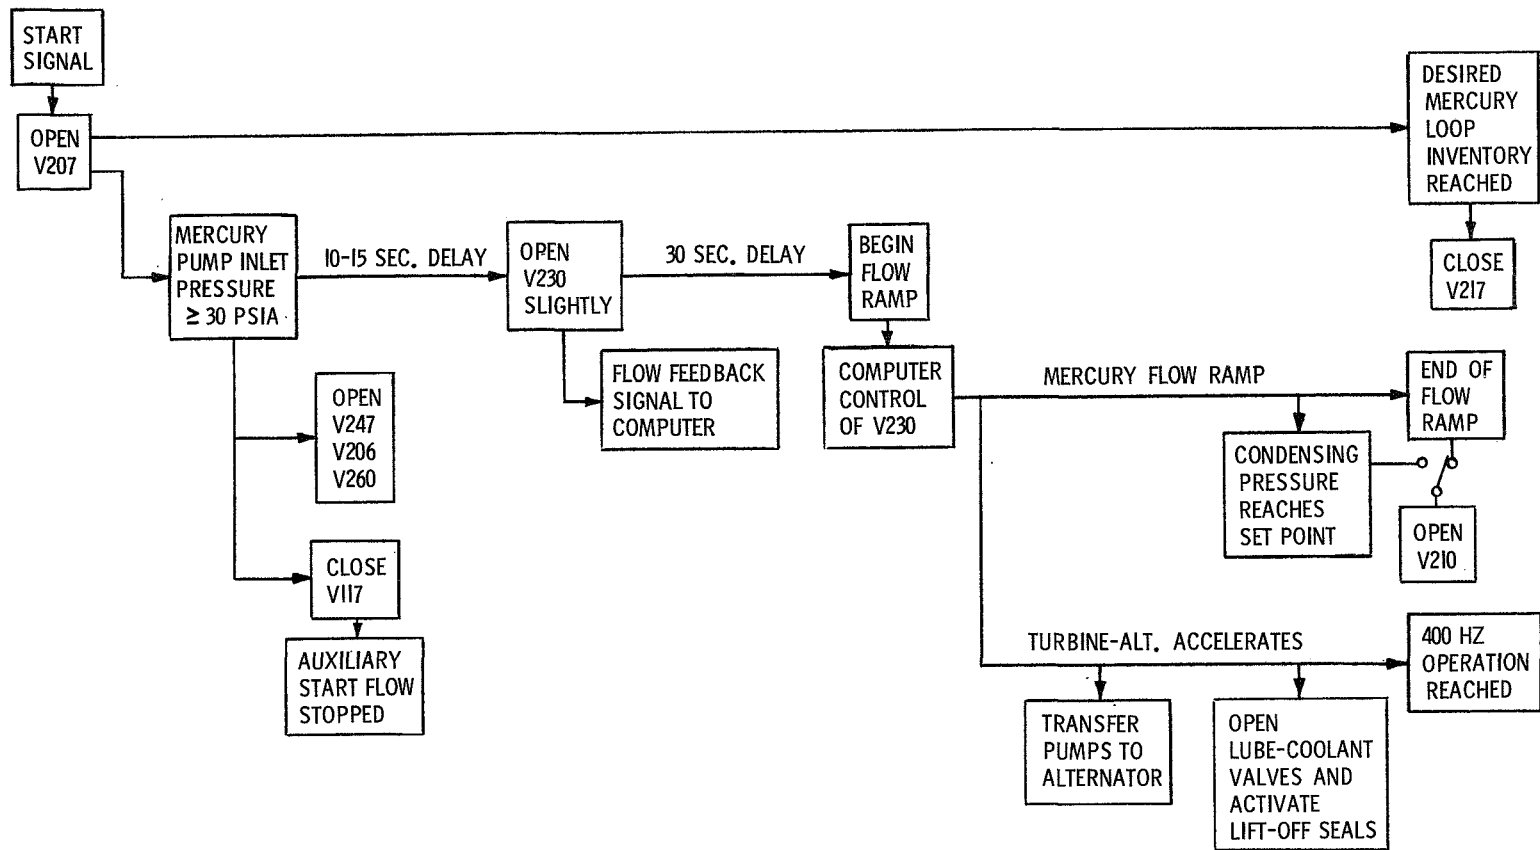 START
SIGNAL
OPEN
V207
DESIRED
MERCURY
LOOP
INVENTORY
REACHED
CLOSE
V217
MERCURY
PUMP INLET
PRESSURE
≥ 30 PSIA
10-15 SEC. DELAY
OPEN
V230
SLIGHTLY
30 SEC. DELAY
BEGIN
FLOW
RAMP
FLOW FEEDBACK
SIGNAL TO
COMPUTER
COMPUTER
CONTROL
OF V230
MERCURY FLOW RAMP
END OF
FLOW
RAMP
CONDENSING
PRESSURE
REACHES
SET POINT
OPEN
V210
OPEN
V247
V206
V260
CLOSE
V117
AUXILIARY
START FLOW
STOPPED
TURBINE-ALT. ACCELERATES
400 HZ
OPERATION
REACHED
TRANSFER
PUMPS TO
ALTERNATOR
OPEN
LUBE-COOLANT
VALVES AND
ACTIVATE
LIFT-OFF SEALS